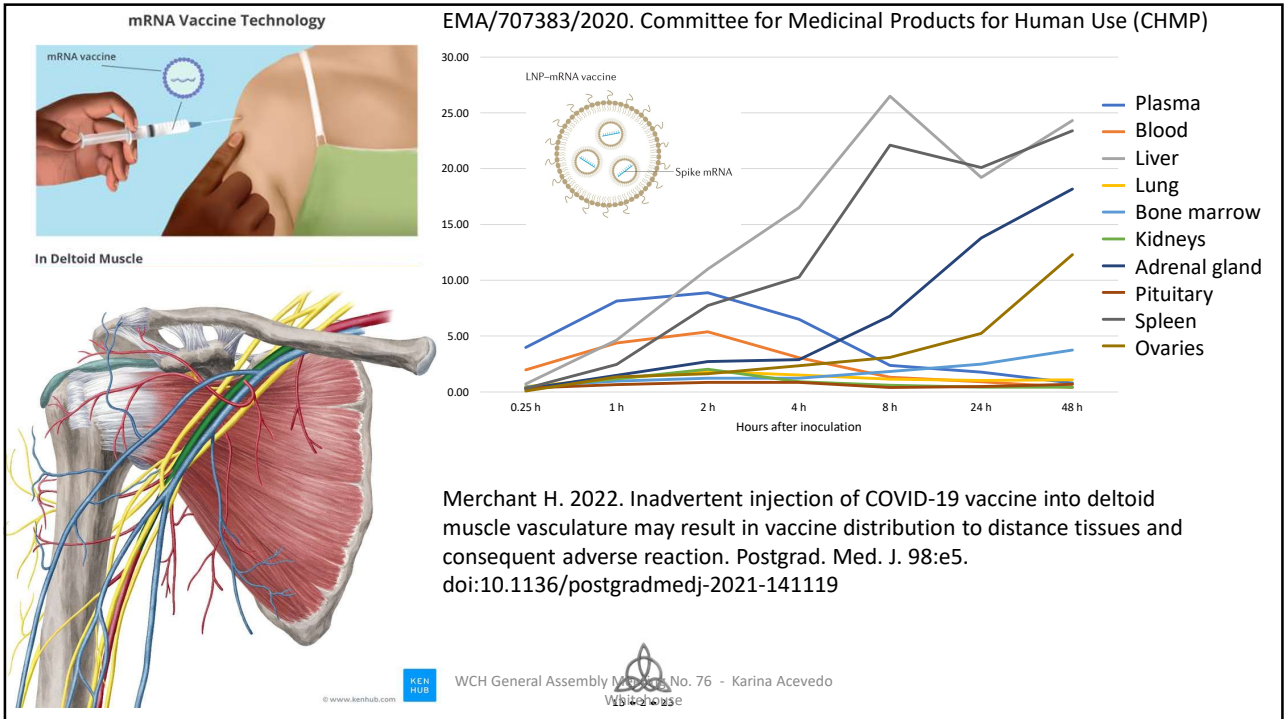 mRNA Vaccine Technology
mRNA vaccine
In Deltoid Muscle
© www.kenhub.com
KEN
HUB
EMA/707383/2020. Committee for Medicinal Products for Human Use (CHMP)
30.00
25.00
20.00
15.00
10.00
5.00
0.00
LNP–mRNA vaccine
Spike mRNA
0.25 h
1 h
2 h
4 h
8 h
24 h
48 h
Hours after inoculation
Plasma
Blood
Liver
Lung
Bone marrow
Kidneys
Adrenal gland
Pituitary
Spleen
Ovaries
Merchant H. 2022. Inadvertent injection of COVID-19 vaccine into deltoid
muscle vasculature may result in vaccine distribution to distance tissues and
consequent adverse reaction. Postgrad. Med. J. 98:e5.
doi:10.1136/postgradmedj-2021-141119
WCH General Assembly Meeting No. 76 - Karina Acevedo
Whitehouse